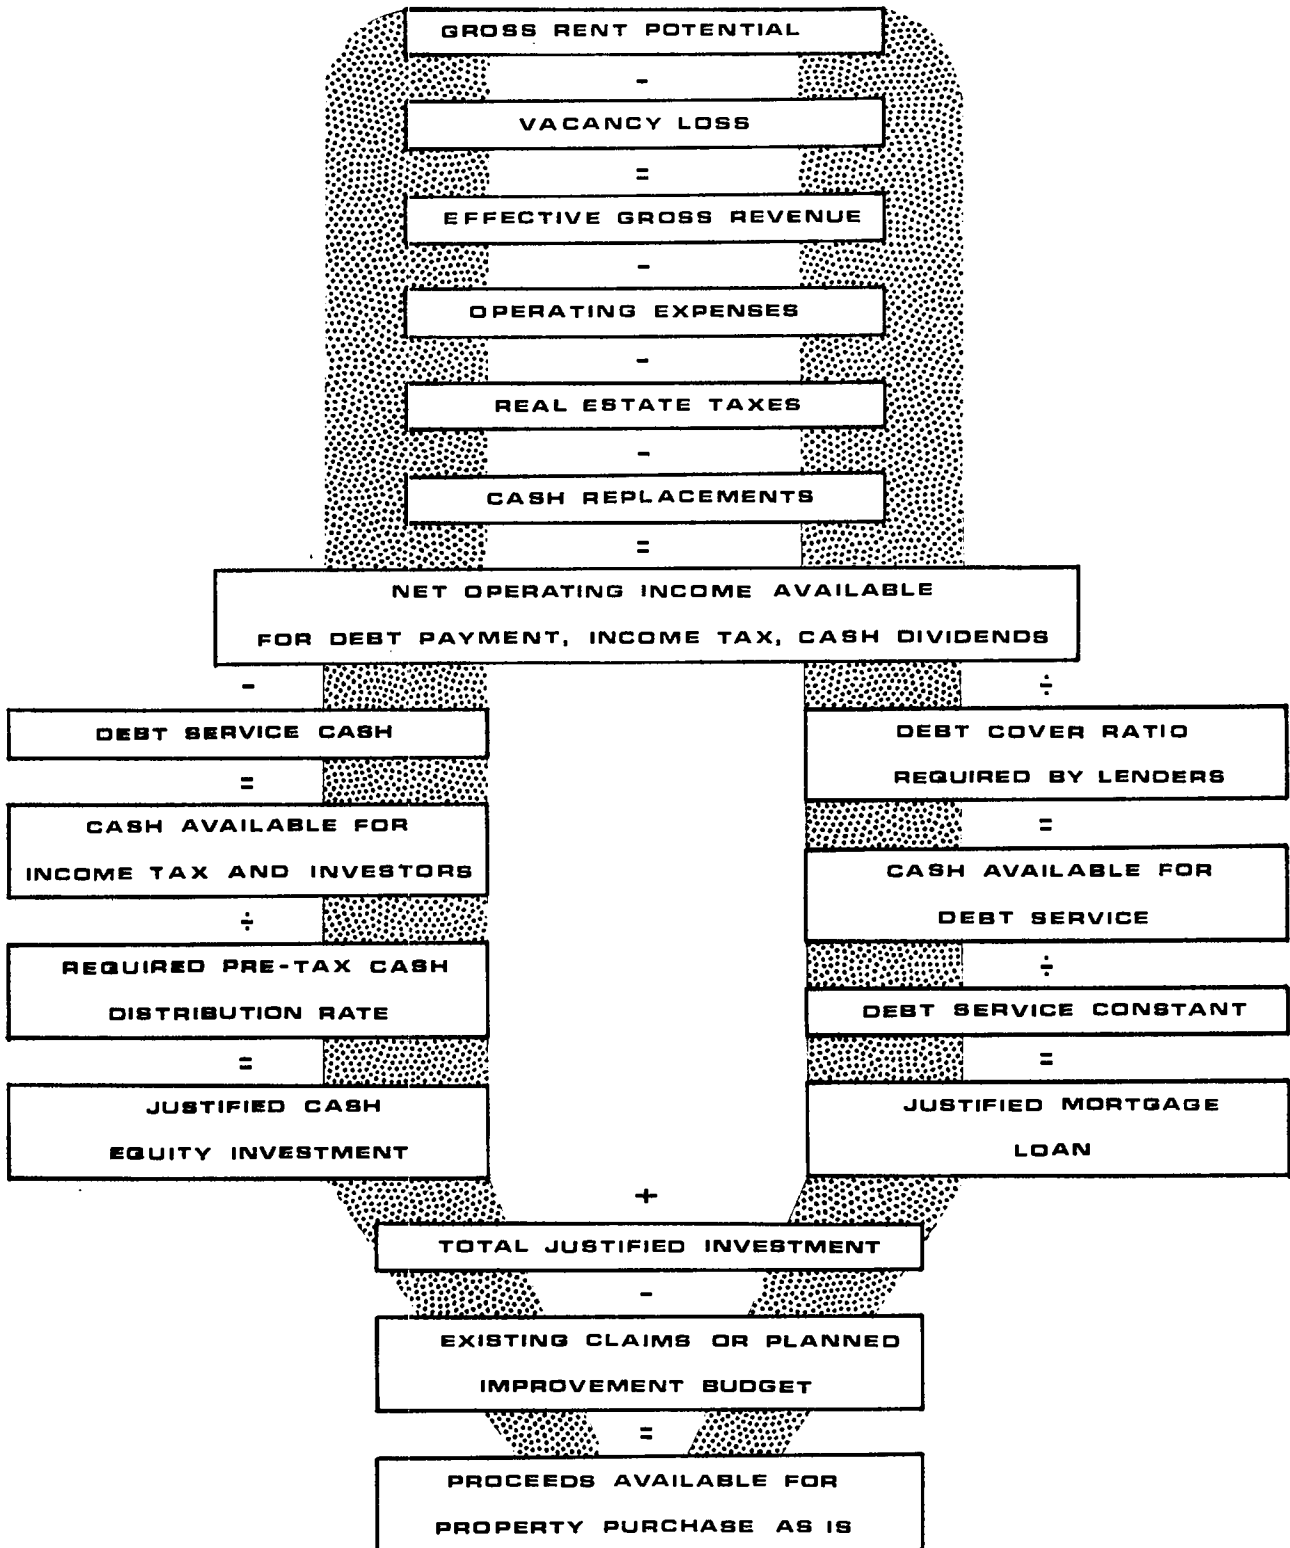 GROSS RENT POTENTIAL
-
VACANCY LOSS
=
EFFECTIVE GROSS REVENUE
-
OPERATING EXPENSES
-
REAL ESTATE TAXES
-
CASH REPLACEMENTS
=
NET OPERATING INCOME AVAILABLE
FOR DEBT PAYMENT, INCOME TAX, CASH DIVIDENDS
-
DEBT SERVICE CASH
=
CASH AVAILABLE FOR
INCOME TAX AND INVESTORS
÷
REQUIRED PRE-TAX CASH
DISTRIBUTION RATE
=
JUSTIFIED CASH
EQUITY INVESTMENT
÷
DEBT COVER RATIO
REQUIRED BY LENDERS
=
CASH AVAILABLE FOR
DEBT SERVICE
÷
DEBT SERVICE CONSTANT
=
JUSTIFIED MORTGAGE
LOAN
+
TOTAL JUSTIFIED INVESTMENT
-
EXISTING CLAIMS OR PLANNED
IMPROVEMENT BUDGET
=
PROCEEDS AVAILABLE FOR
PROPERTY PURCHASE AS IS